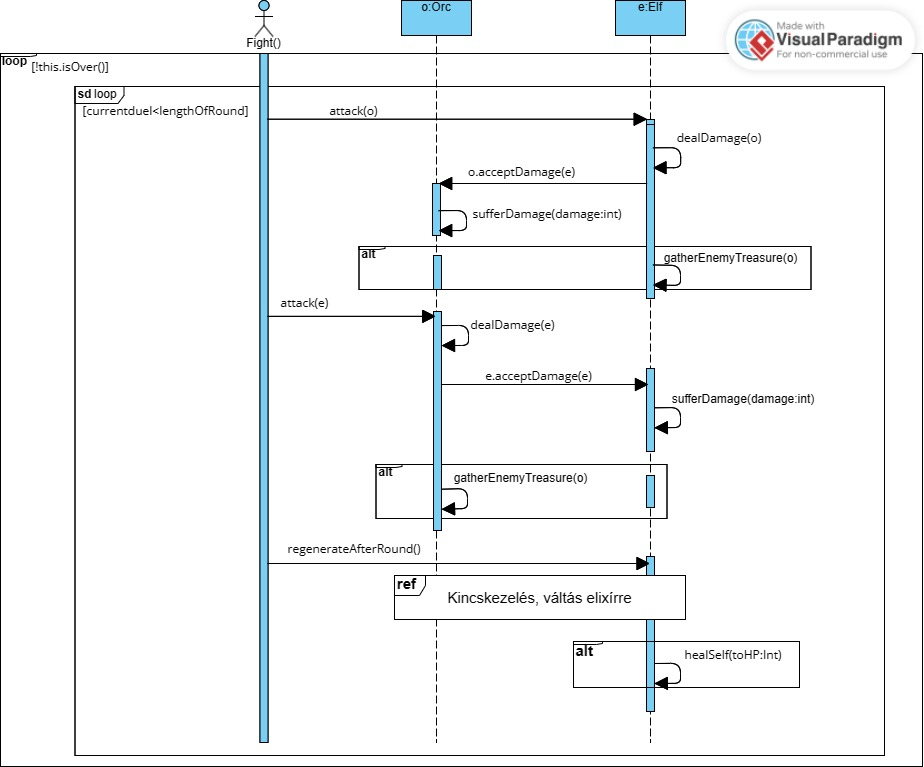 o:Orc
e:Elf
Made with
Visual Paradigm
For non-commercial use
Fight()
loop
[!this.isOver()]
sd loop
[currentduel<lengthOfRound]
attack(o)
dealDamage(o)
o.acceptDamage(e)
sufferDamage(damage:int)
alt
gatherEnemyTreasure(o)
attack(e)
dealDamage(e)
e.acceptDamage(e)
sufferDamage(damage:int)
alt
gatherEnemyTreasure(o)
regenerateAfterRound()
ref
Kincskezelés, váltás elixírre
alt
healSelf(toHP:Int)